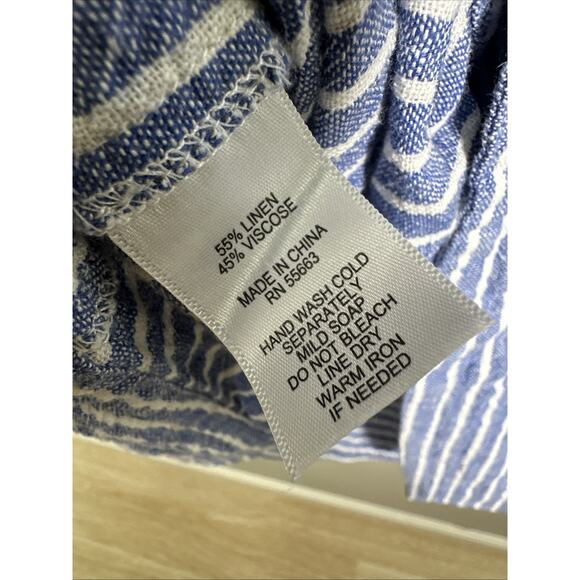 55% LINEN
45% VISCOSE
MADE IN CHINA
RN 55663
HAND WASH COLD
SEPARATELY
MILD SOAP
DO NOT BLEACH
LINE DRY
WARM IRON
IF NEEDED